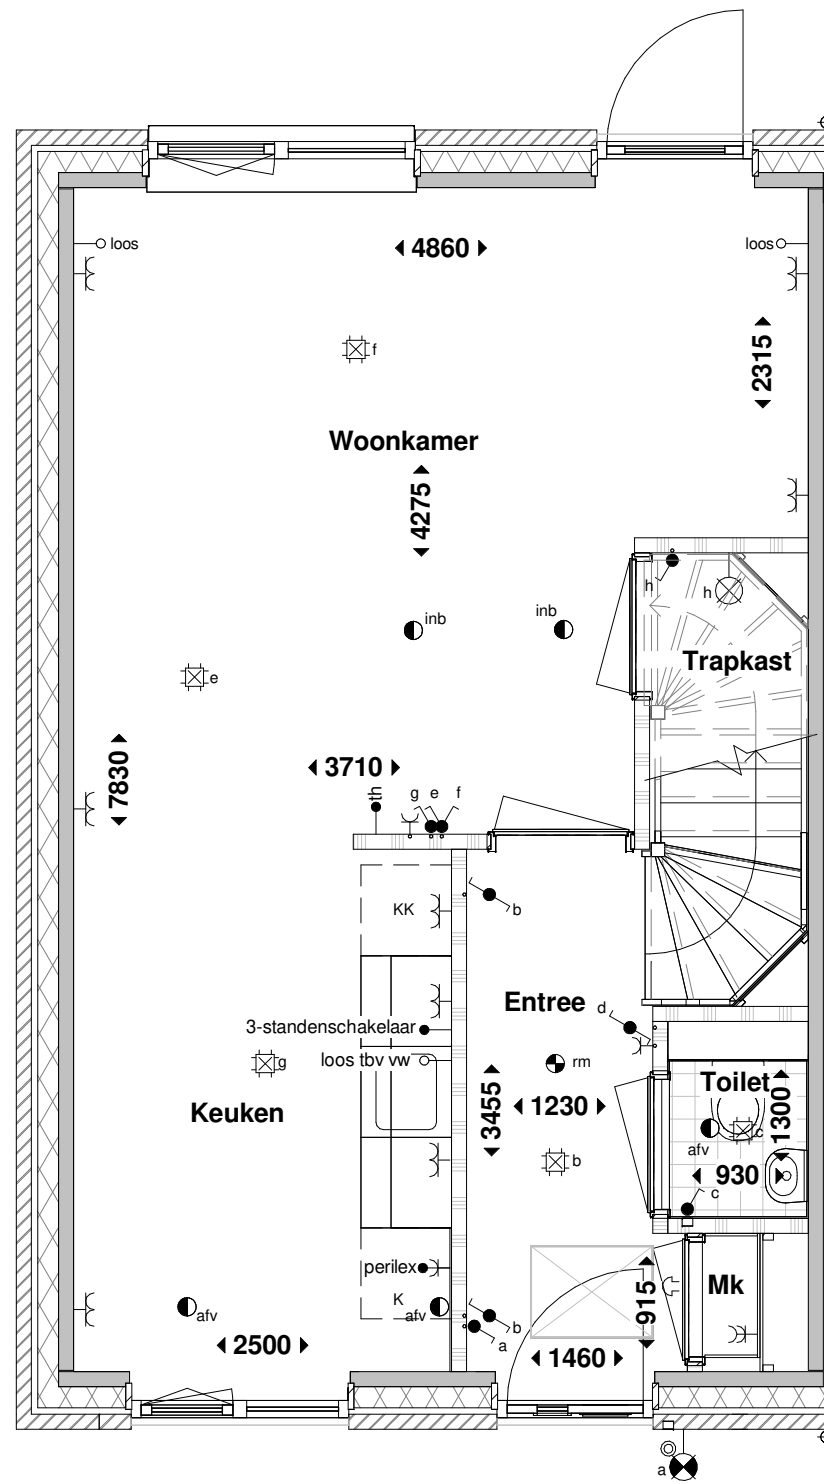 loos
4860
loos
f
2315
Woonkamer
4275
h
h
inb
inb
Trapkast
e
7830
3710
th
g
e
f
KK
b
Entree
d
3-standenschakelaar
loos tbv vw
g
rm
Toilet
Keuken
3455
1230
1300
c
afv
b
930
c
perilex
915
Mk
K
afv
afv
b
a
2500
1460
a